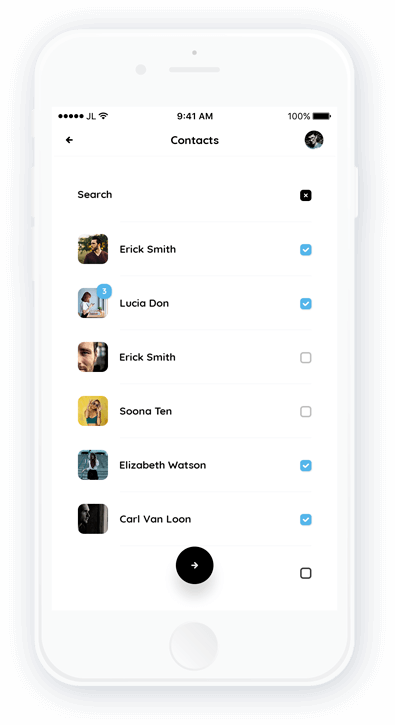 JL 9:41 AM 100%
Contacts
Search
Erick Smith
3
Lucia Don
Erick Smith
Soona Ten
Elizabeth Watson
Carl Van Loon